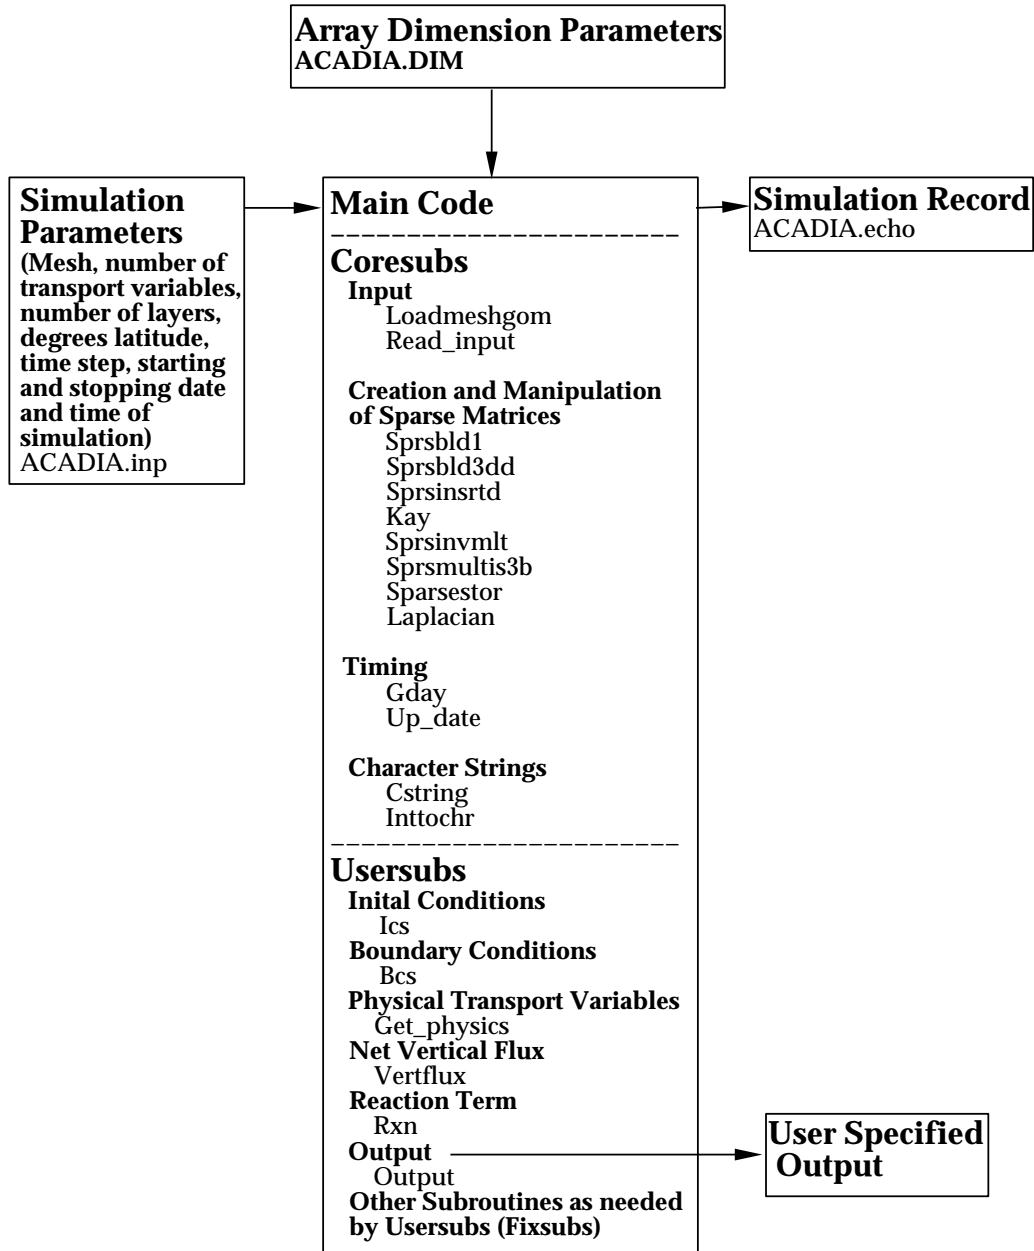 Array Dimension Parameters
ACADIA.DIM
Simulation
Parameters
(Mesh, number of
transport variables,
number of layers,
degrees latitude,
time step, starting
and stopping date
and time of
simulation)
ACADIA.inp
Main Code
Coresubs
Input
Loadmeshgom
Read_input
Creation and Manipulation
of Sparse Matrices
Sprsbld1
Sprsbld3dd
Sprsinsrtd
Kay
Sprsinvmlt
Sprsmultis3b
Sparsestor
Laplacian
Timing
Gday
Up_date
Character Strings
Cstring
Inttochr
Usersubs
Inital Conditions
Ics
Boundary Conditions
Bcs
Physical Transport Variables
Get_physics
Net Vertical Flux
Vertflux
Reaction Term
Rxn
Output
Output
Other Subroutines as needed
by Usersubs (Fixsubs)
Simulation Record
ACADIA.echo
User Specified
Output